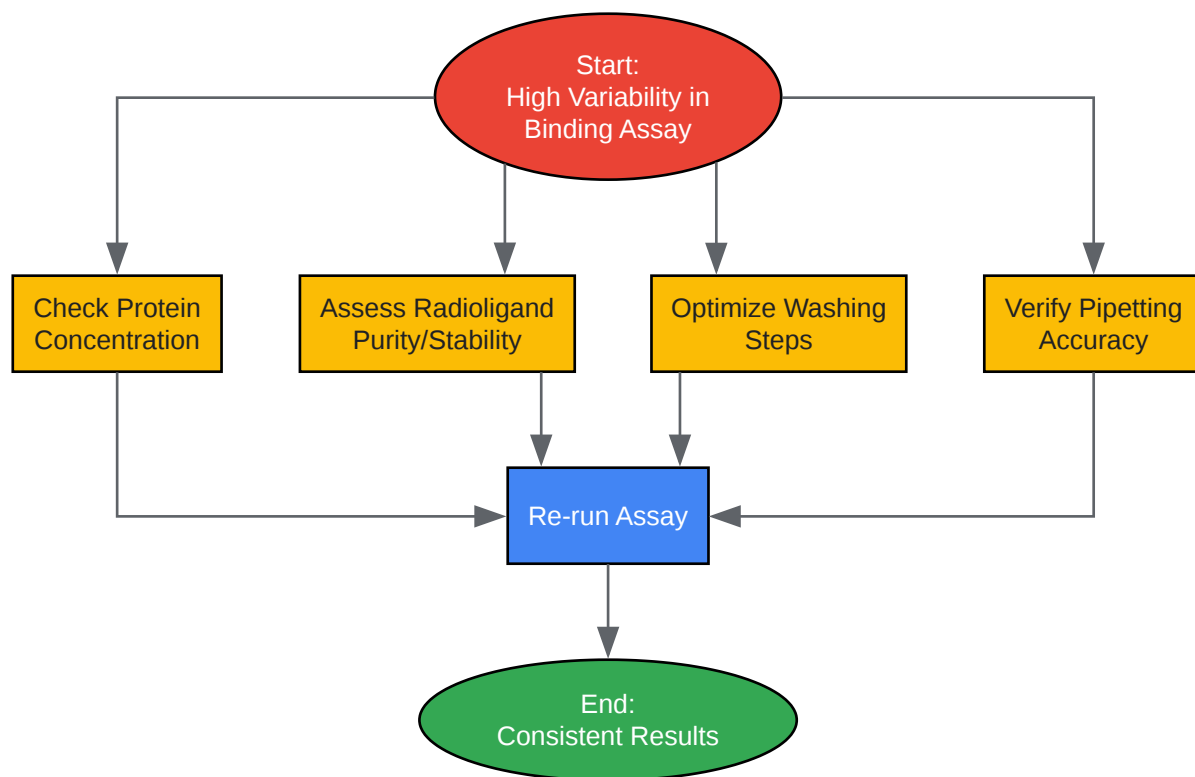 Start:
High Variability in
Binding Assay
Check Protein
Concentration
Assess Radioligand
Purity/Stability
Optimize Washing
Steps
Verify Pipetting
Accuracy
Re-run Assay
End:
Consistent Results